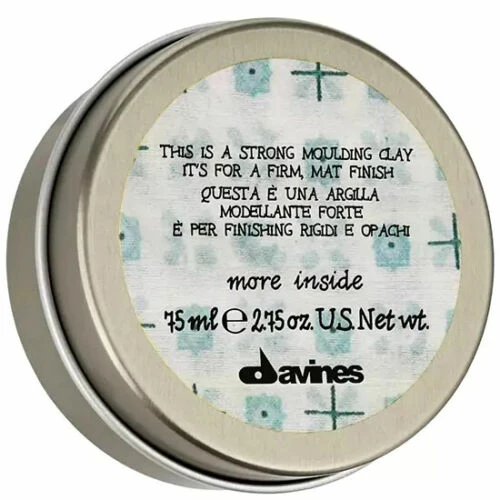 THIS IS A STRONG MOULDING CLAY
IT'S FOR A FIRM, MAT FINISH
QUESTA È UNA ARGILLA
MODELLANTE FORTE
È PER FINISHING RIGIDI E OPACHI
more inside
75 ml ℮ 2.75 oz. U.S. Net wt.
davines